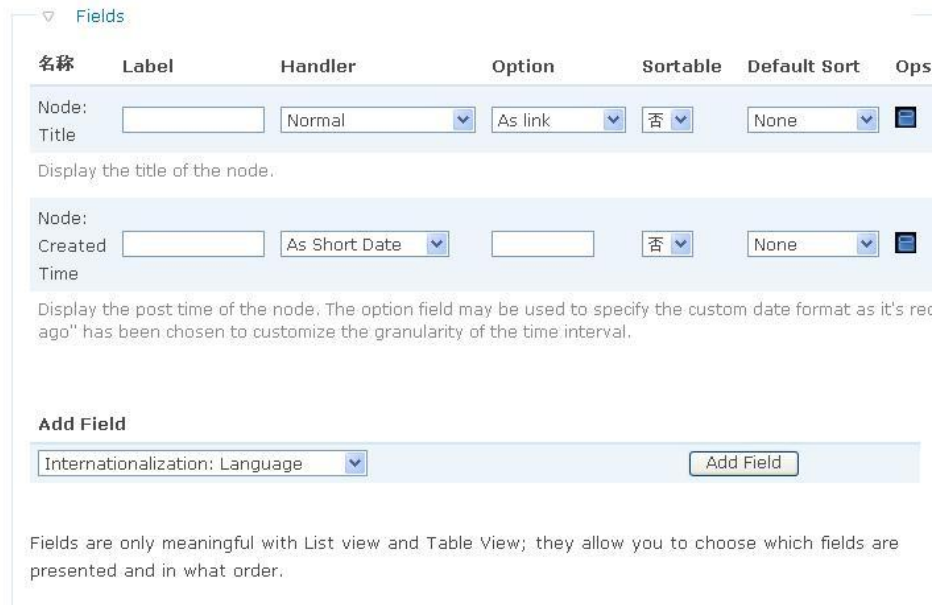 Fields
名称 Label Handler Option Sortable Default Sort Ops
Node:
Title Normal As link 否 None
Display the title of the node.
Node:
Created As Short Date 否 None
Time
Display the post time of the node. The option field may be used to specify the custom date format as it's
ago" has been chosen to customize the granularity of the time interval.
Add Field
Internationalization: Language Add Field
Fields are only meaningful with List view and Table View; they allow you to choose which fields are
presented and in what order.